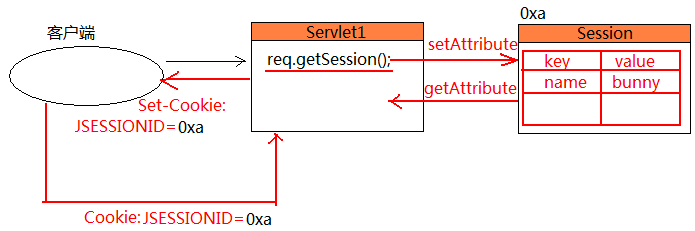 客户端
Servlet1
req.getSession();
Set-Cookie:
JSESSIONID=0xa
Cookie:JSESSIONID=0xa
setAttribute
getAttribute
0xa
Session
key value
name bunny